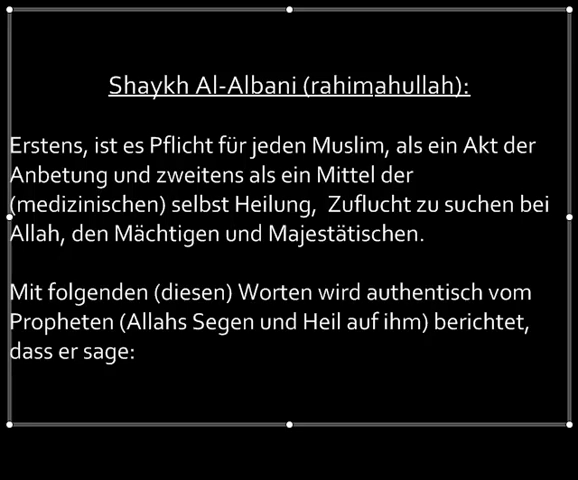 Shaykh Al-Albani (rahimahullah):
Erstens, ist es Pflicht für jeden Muslim, als ein Akt der
Anbetung und zweitens als ein Mittel der
(medizinischen) selbst Heilung, Zuflucht zu suchen bei
Allah, den Mächtigen und Majestätischen.
Mit folgenden (diesen) Worten wird authentisch vom
Propheten (Allahs Segen und Heil auf ihm) berichtet,
dass er sage: